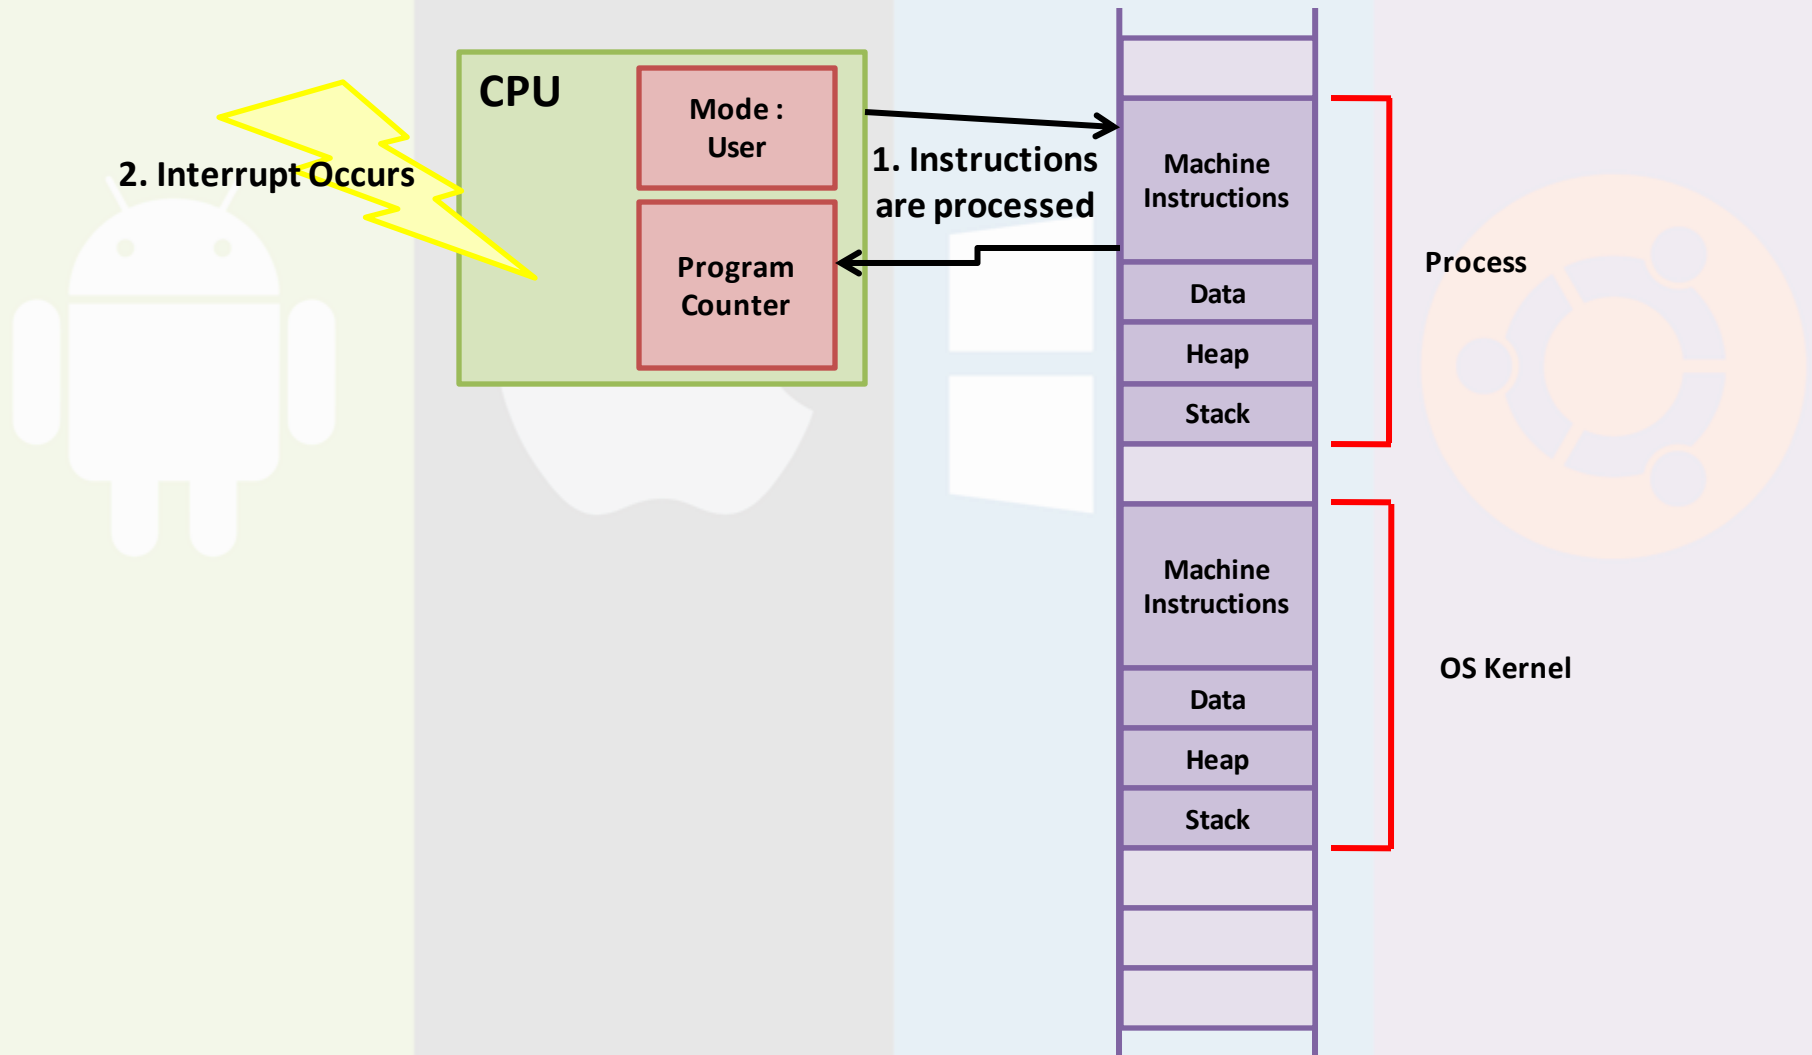 CPU
Mode :
User
Program
Counter
2. Interrupt Occurs
1. Instructions
are processed
Machine
Instructions
Data
Heap
Stack
Process
Machine
Instructions
Data
Heap
Stack
OS Kernel